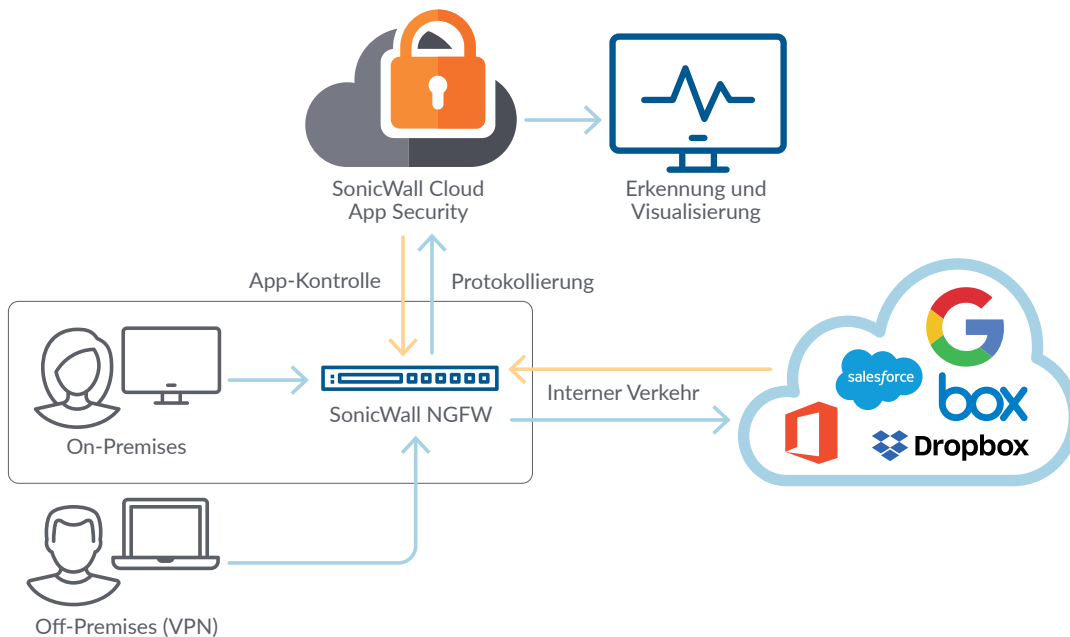 SonicWall Cloud
App Security
Erkennung und
Visualisierung
App-Kontrolle
Protokollierung
On-Premises
SonicWall NGFW
Interner Verkehr
salesforce
box
Dropbox
Off-Premises (VPN)